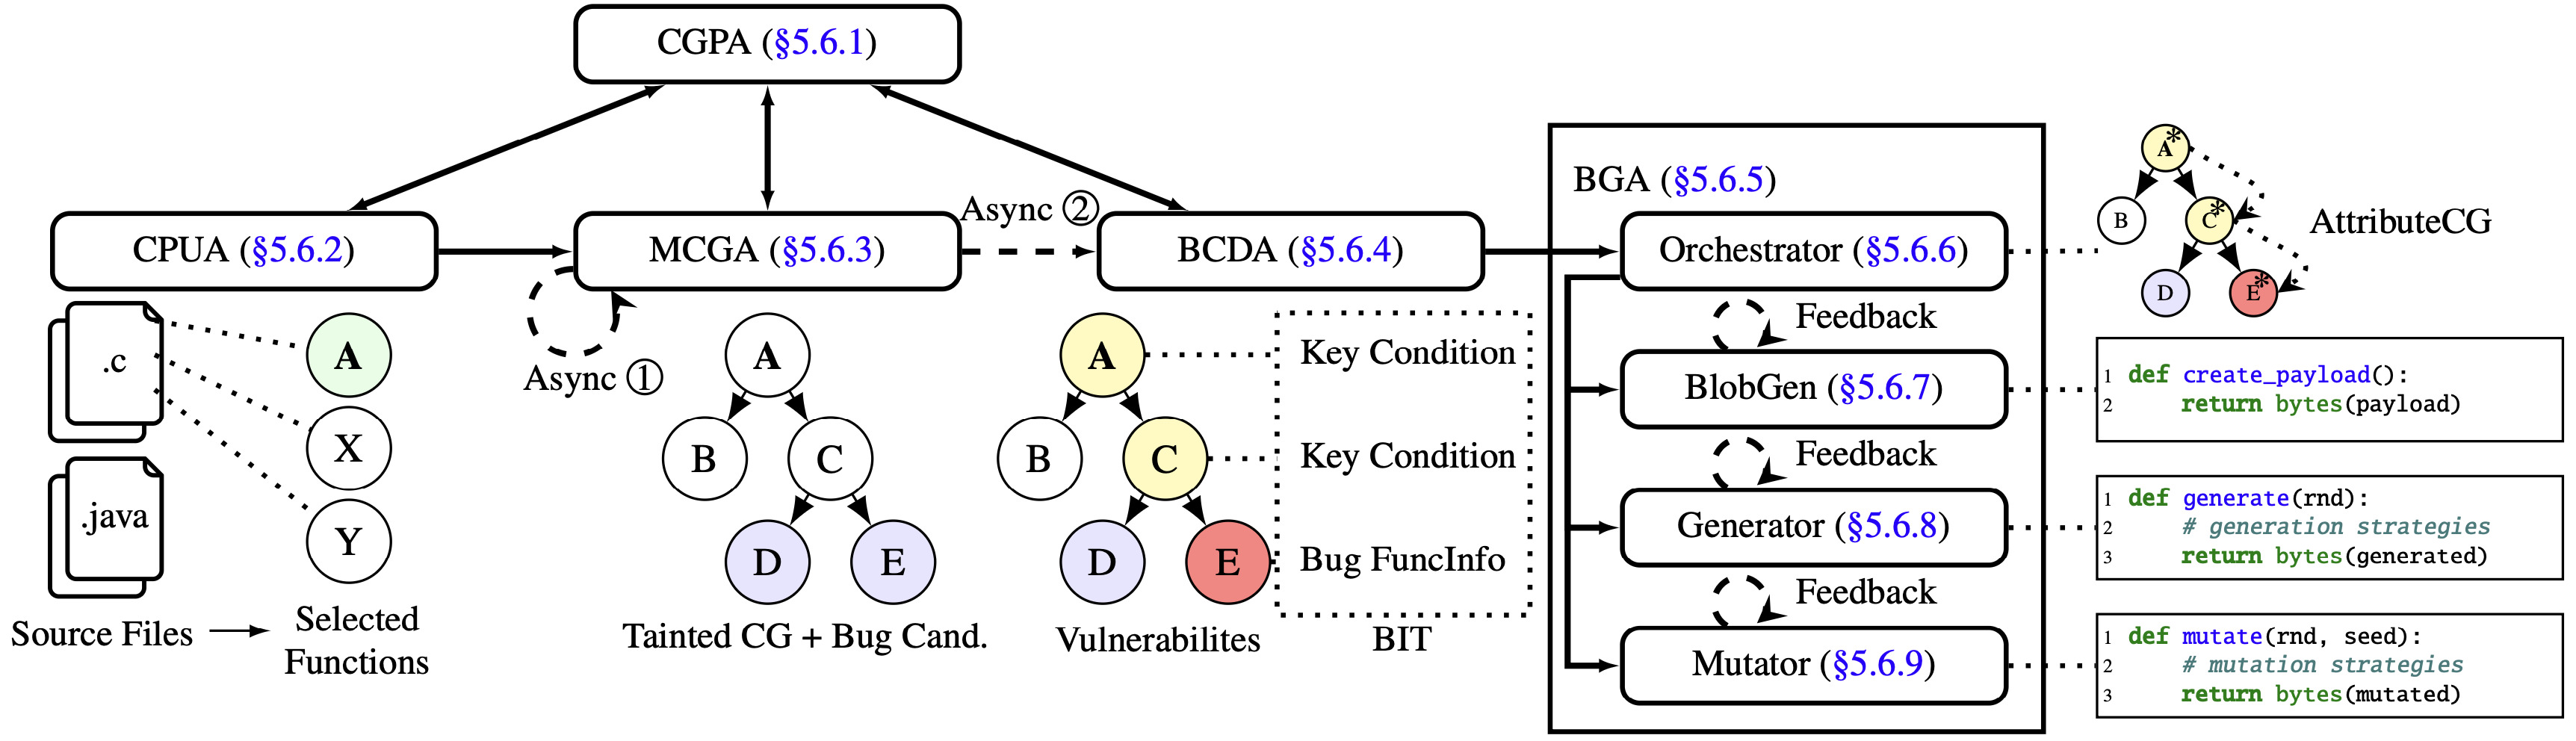 CGPA (§5.6.1)
CPUA (§5.6.2)
MCGA (§5.6.3)
Async ②
BCDA (§5.6.4)
Async ①
.c
.java
A
X
Y
Source Files
Selected
Functions
A
B
C
D
E
Tainted CG + Bug Cand.
A
B
C
D
E
Vulnerabilites
Key Condition
Key Condition
Bug FuncInfo
BIT
BGA (§5.6.5)
Orchestrator (§5.6.6)
Feedback
BlobGen (§5.6.7)
Feedback
Generator (§5.6.8)
Feedback
Mutator (§5.6.9)
A*
B
C*
D
E*
AttributeCG
1 def create_payload():
2 return bytes(payload)
1 def generate(rnd):
2 # generation strategies
3 return bytes(generated)
1 def mutate(rnd, seed):
2 # mutation strategies
3 return bytes(mutated)